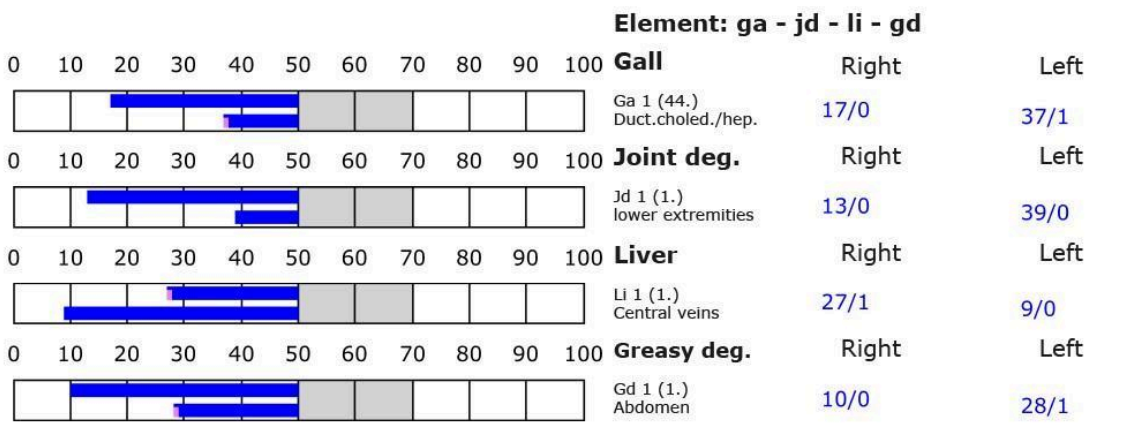 Element: ga - jd - li - gd
0 10 20 30 40 50 60 70 80 90 100 Gall Right Left
Ga 1 (44.)
Duct.choled./hep. 17/0 37/1
0 10 20 30 40 50 60 70 80 90 100 Joint deg. Right Left
Jd 1 (1.)
lower extremities 13/0 39/0
0 10 20 30 40 50 60 70 80 90 100 Liver Right Left
Li 1 (1.)
Central veins 27/1 9/0
0 10 20 30 40 50 60 70 80 90 100 Greasy deg. Right Left
Gd 1 (1.)
Abdomen 10/0 28/1